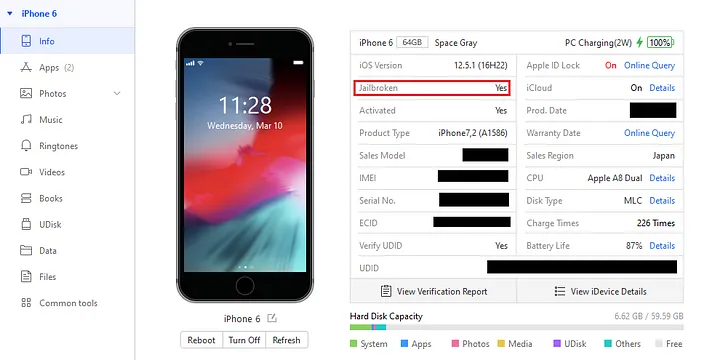 iPhone 6
Info
Apps (2)
Photos
Music
Ringtones
Videos
Books
UDisk
Data
Files
Common tools
11:28
Wednesday, Mar 10
iPhone 6
Reboot Turn Off Refresh
iPhone 6 64GB Space Gray PC Charging(2W) 100%
iOS Version 12.5.1 (16H22) Apple ID Lock On Online Query
Jailbroken Yes iCloud On Details
Activated Yes Prod. Date
Product Type iPhone7,2 (A1586) Warranty Date Online Query
Sales Model Sales Region Japan
IMEI CPU Apple A8 Dual Details
Serial No. Disk Type MLC Details
ECID Charge Times 226 Times
Verify UDID Yes Battery Life 87% Details
UDID
View Verification Report View iDevice Details
Hard Disk Capacity 6.62 GB / 59.59 GB
System Apps Photos Media UDisk Others Free